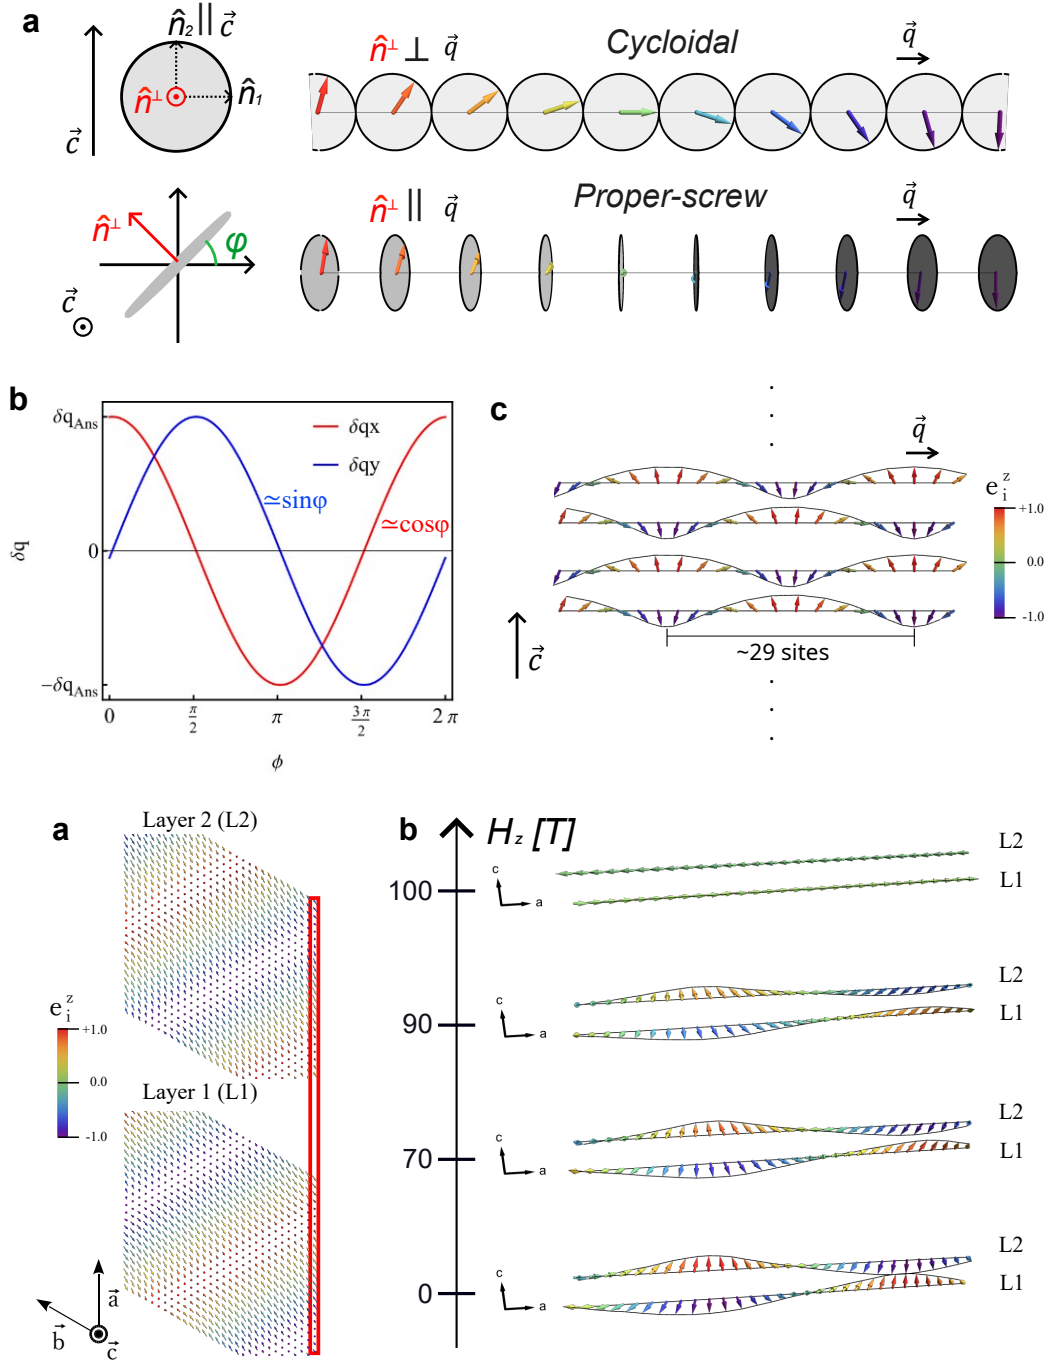 a
n̂₂ || c⃗
n̂⊥
n̂₁
c⃗
n̂⊥ ⊥ q⃗
Cycloidal
q⃗
n̂⊥
φ
c⃗
n̂⊥ || q⃗
Proper-screw
q⃗
b
δq
δqAns
0
−δqAns
δqx
δqy
≃sinφ
≃cosφ
0
π/2
π
3π/2
2π
ϕ
c
q⃗
e_i^z
+1.0
0.0
-1.0
~29 sites
c⃗
a
Layer 2 (L2)
e_i^z
+1.0
0.0
-1.0
Layer 1 (L1)
a⃗
b⃗
c⃗
b
Hz [T]
100
c
a
L2
L1
90
c
a
L2
L1
70
c
a
L2
L1
0
c
a
L2
L1